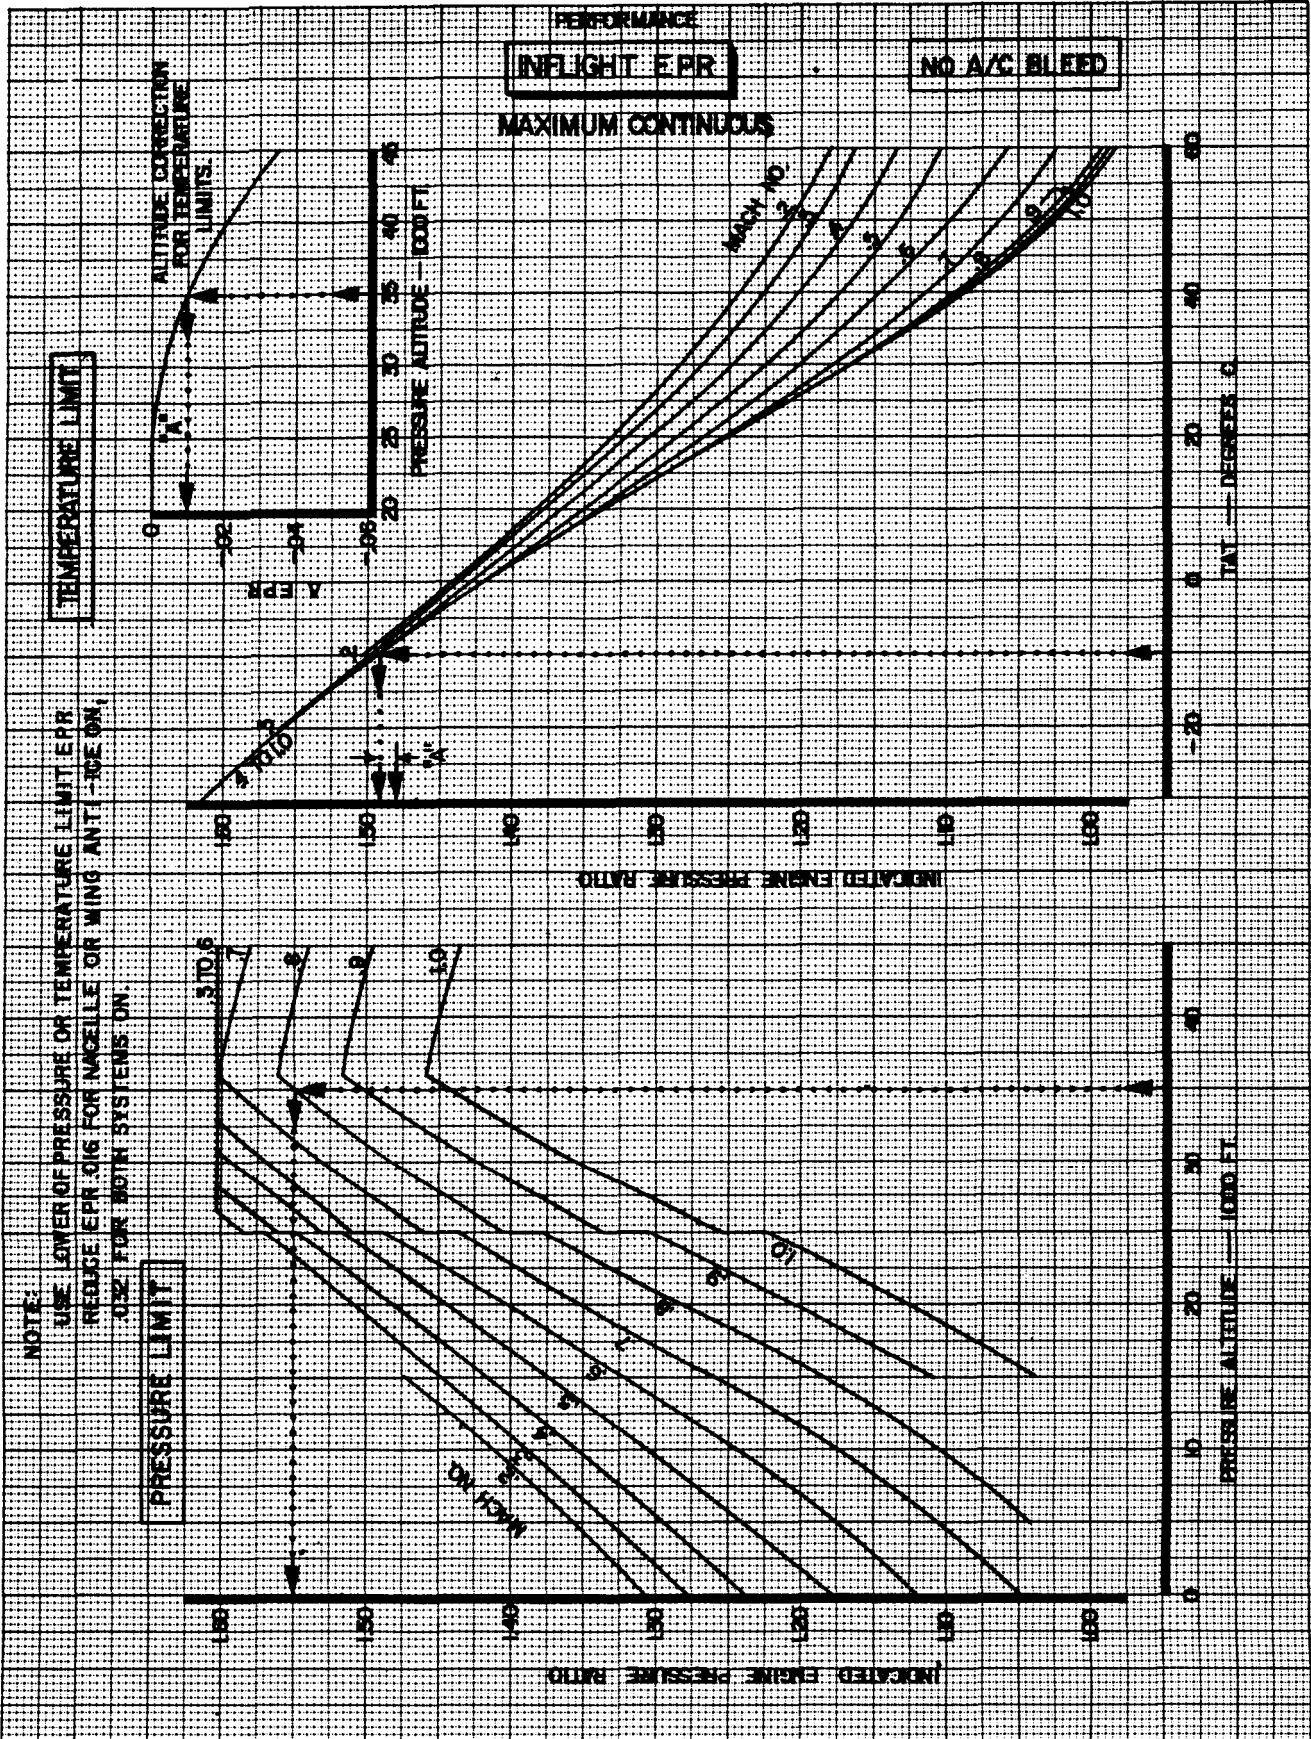 PERFORMANCE
INFLIGHT EPR
NO A/C BLEED
MAXIMUM CONTINUOUS
NOTE:
USE LOWER OF PRESSURE OR TEMPERATURE LIMIT EPR
REDUCE EPR .016 FOR NACELLE OR WING ANTI-ICE ON,
.032 FOR BOTH SYSTEMS ON.
PRESSURE LIMIT
MACH NO.
.2
.3
.4
.5
.6
.7
.8
.9
1.0
.3 TO .6
.7
.8
.9
1.0
INDICATED ENGINE PRESSURE
RATIO
1.60
1.50
1.40
1.30
1.20
1.10
1.00
0
10
20
30
40
PRESSURE ALTITUDE — 1000 FT.
TEMPERATURE LIMIT
ALTITUDE CORRECTION
FOR TEMPERATURE
LIMITS.
"A"
Δ EPR
0
-.02
-.04
-.06
20
25
30
35
40
45
PRESSURE ALTITUDE — 1000 FT.
MACH NO.
.2
.3
.4
.5
.6
.7
.8
.9
1.0
.2
.3
.4 TO 1.0
"A"
INDICATED ENGINE PRESSURE RATIO
1.60
1.50
1.40
1.30
1.20
1.10
1.00
-20
0
20
40
60
TAT — DEGREES C.